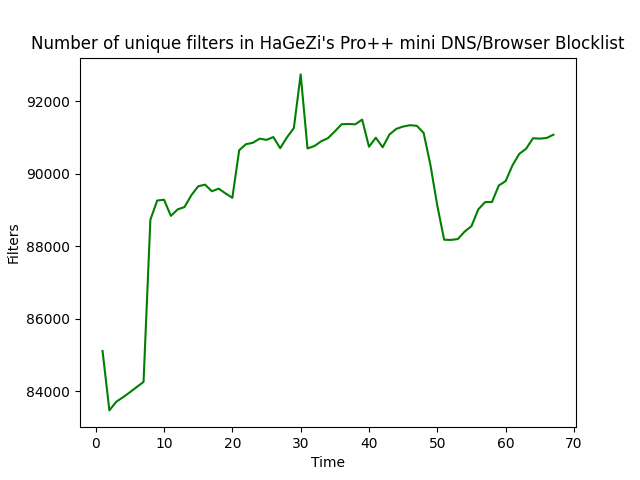 Number of unique filters in HaGeZi's Pro++ mini DNS/Browser Blocklist
92000
90000
88000
86000
84000
Filters
0 10 20 30 40 50 60 70
Time